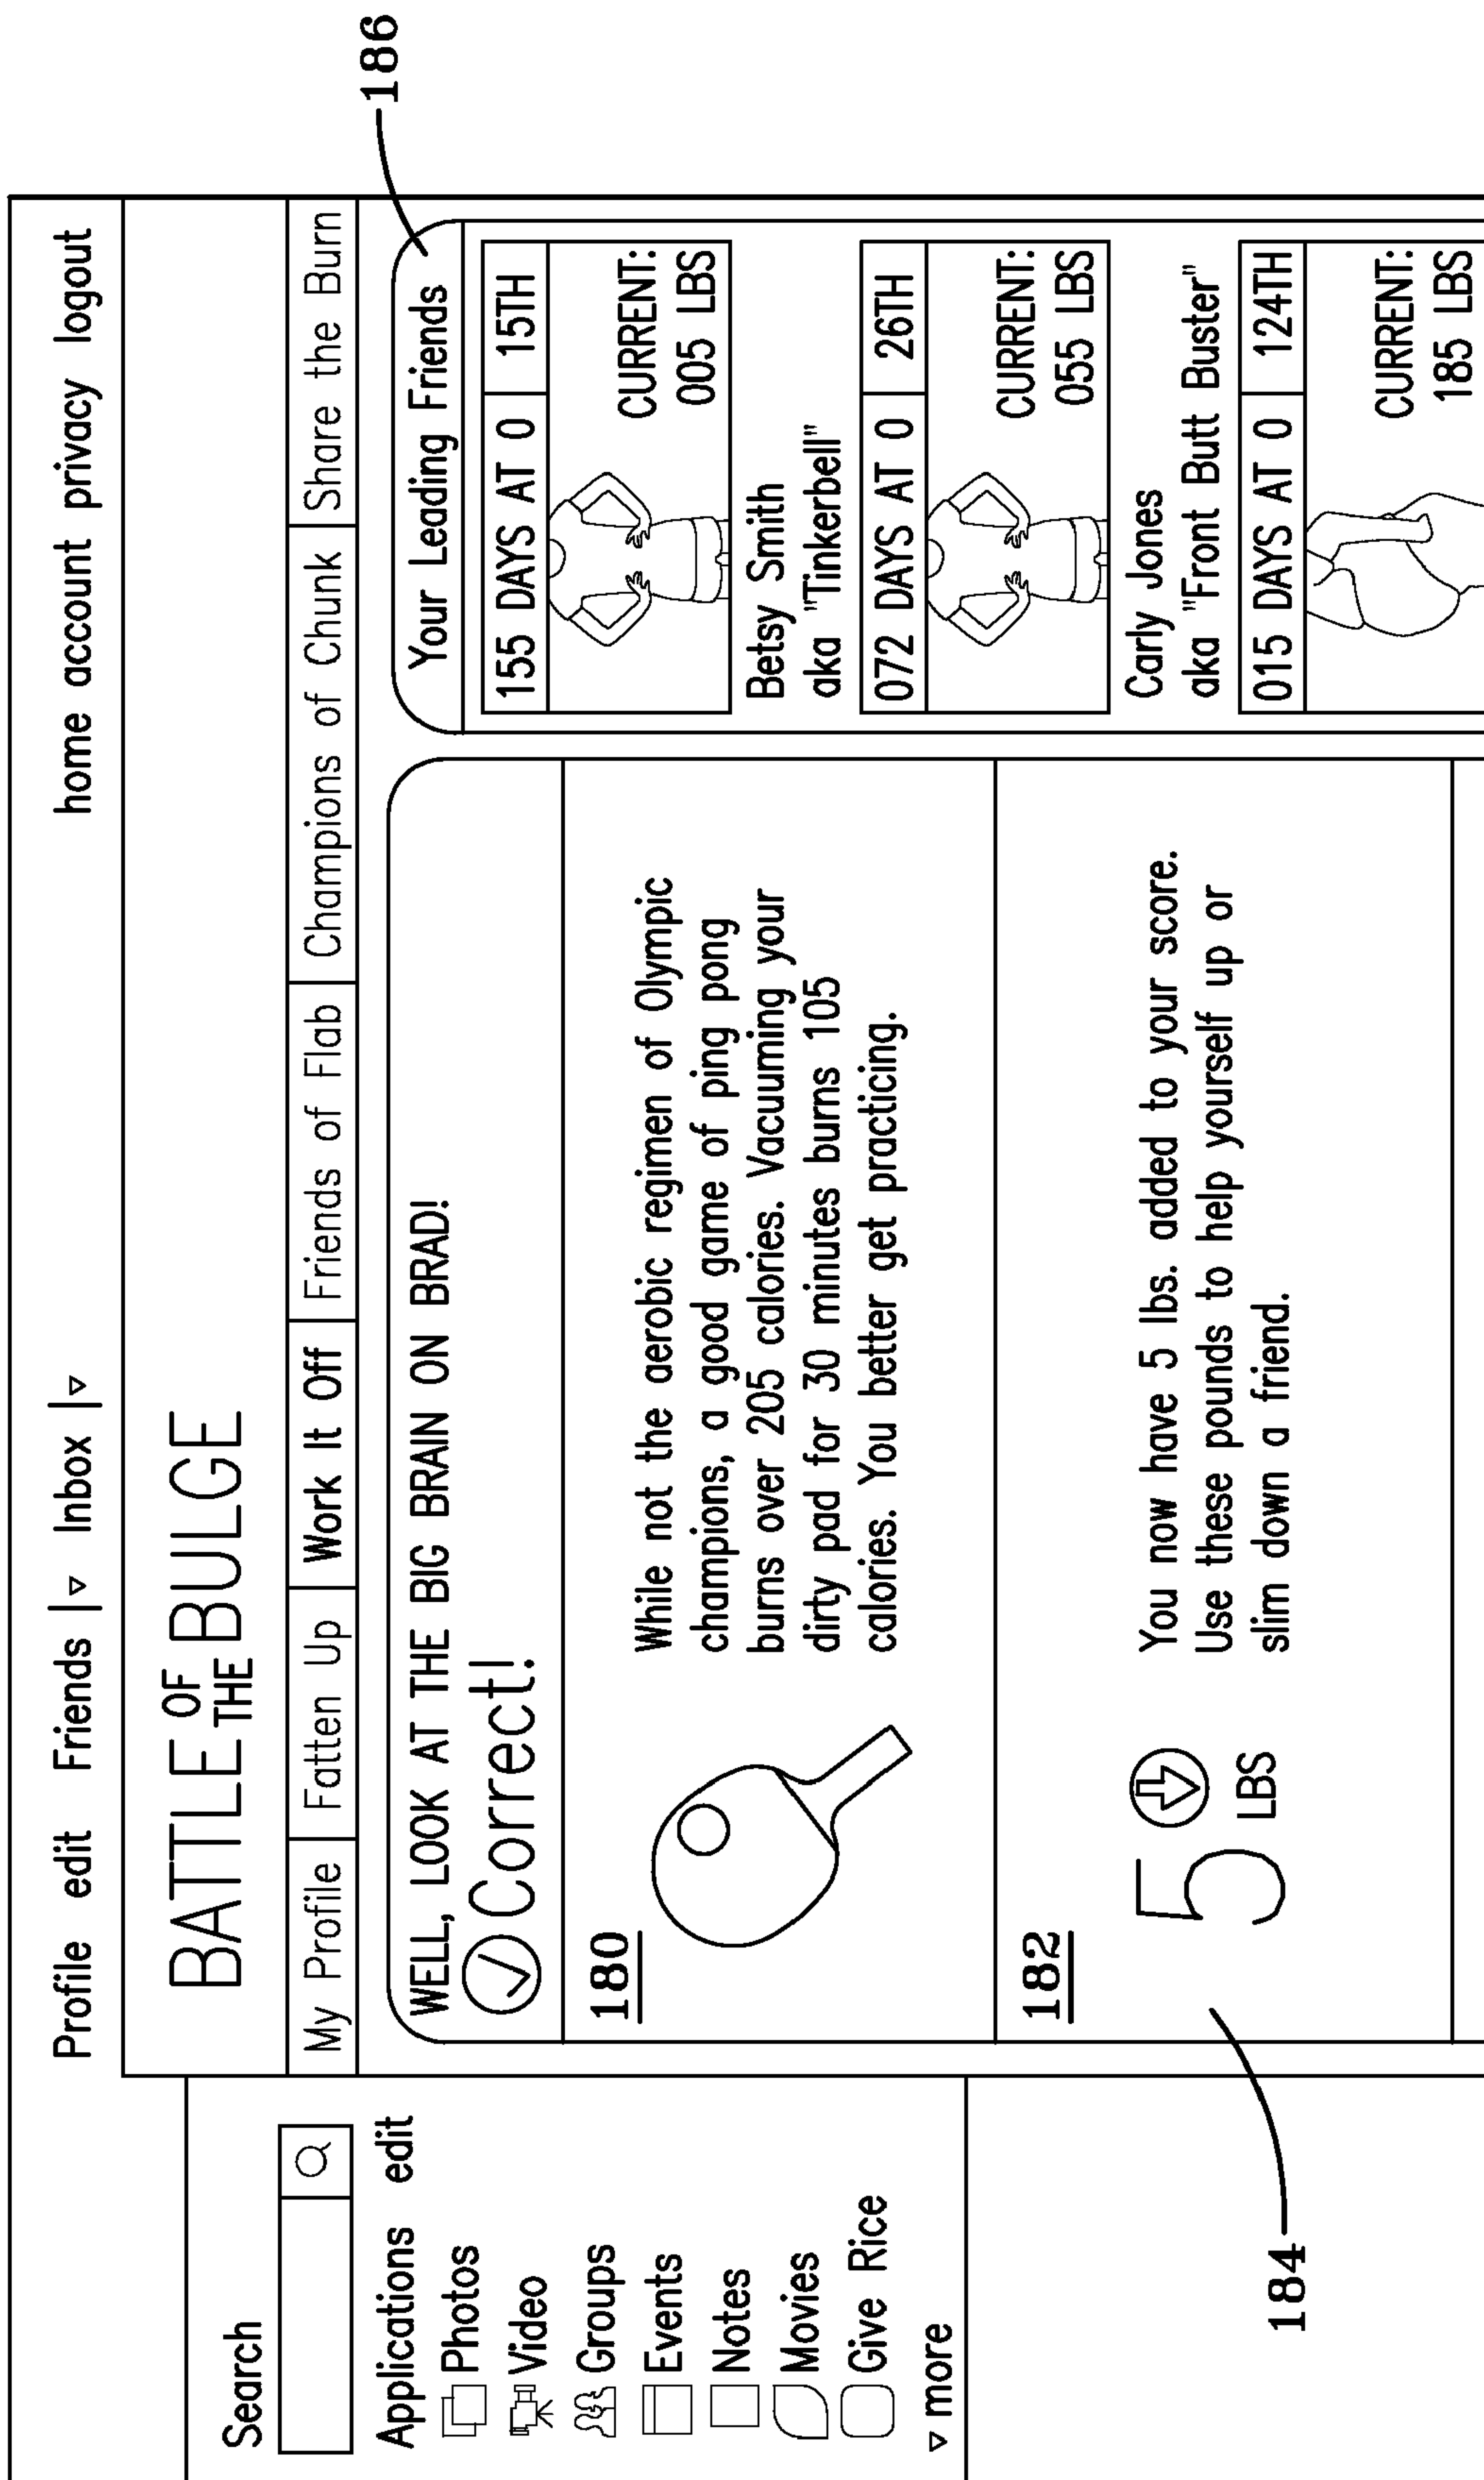 Profile edit Friends Inbox home account privacy logout
Search
Applications edit
Photos
Video
Groups
Events
Notes
Movies
Give Rice
more
BATTLE OF THE BULGE
My Profile Fatten Up Work It Off Friends of Flab Champions of Chunk Share the Burn
WELL, LOOK AT THE BIG BRAIN ON BRAD!
Correct!
180
While not the aerobic regimen of Olympic
champions, a good game of ping pong
burns over 205 calories. Vacuuming your
dirty pad for 30 minutes burns 105
calories. You better get practicing.
182
5 LBS
You now have 5 lbs. added to your score.
Use these pounds to help yourself up or
slim down a friend.
184
186
Your Leading Friends
155 DAYS AT 0 15TH
CURRENT:
005 LBS
Betsy Smith
aka "Tinkerbell"
072 DAYS AT 0 26TH
CURRENT:
055 LBS
Carly Jones
aka "Front Butt Buster"
015 DAYS AT 0 124TH
CURRENT:
185 LBS